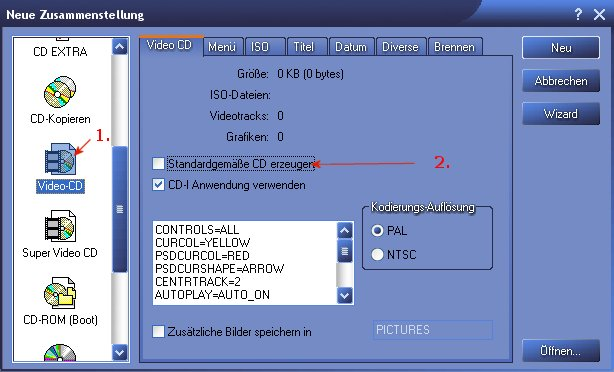 Neue Zusammenstellung
CD EXTRA
CD-Kopieren
1.
Video-CD
Super Video CD
CD-ROM (Boot)
Video CD Menü ISO Titel Datum Diverse Brennen
Größe: 0 KB (0 bytes)
ISO-Dateien:
Videotracks: 0
Grafiken: 0
Standardgemäße CD erzeugen
2.
CD-I Anwendung verwenden
CONTROLS=ALL
CURCOL=YELLOW
PSDCURCOL=RED
PSDCURSHAPE=ARROW
CENTRTRACK=2
AUTOPLAY=AUTO_ON
Kodierungs-Auflösung
PAL
NTSC
Zusätzliche Bilder speichern in
PICTURES
Neu
Abbrechen
Wizard
Öffnen...